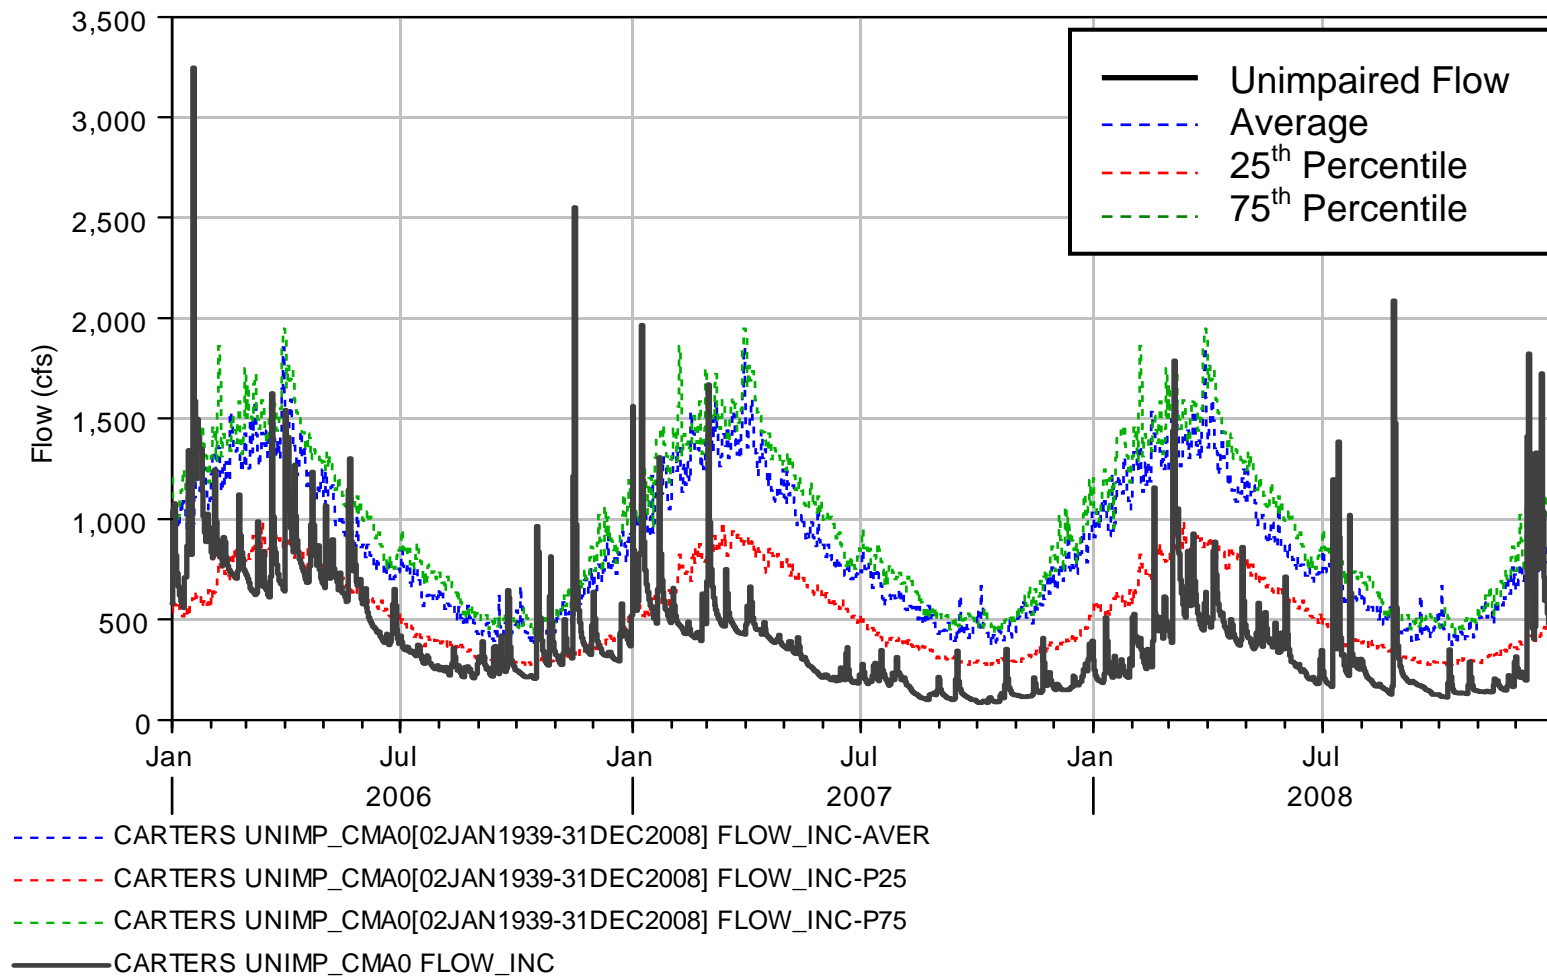 3,500
3,000
2,500
2,000
1,500
1,000
500
0
Flow (cfs)
Unimpaired Flow
Average
25th Percentile
75th Percentile
Jan Jul Jan Jul Jan Jul
2006 2007 2008
CARTERS UNIMP_CMA0[02JAN1939-31DEC2008] FLOW_INC-AVER
CARTERS UNIMP_CMA0[02JAN1939-31DEC2008] FLOW_INC-P25
CARTERS UNIMP_CMA0[02JAN1939-31DEC2008] FLOW_INC-P75
CARTERS UNIMP_CMA0 FLOW_INC